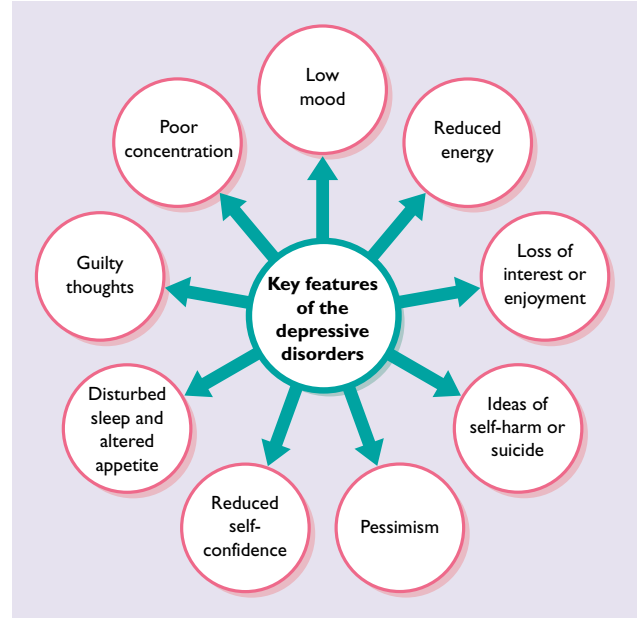 Low
mood
Reduced
energy
Loss of
interest or
enjoyment
Ideas of
self-harm or
suicide
Pessimism
Reduced
self-
confidence
Disturbed
sleep and
altered
appetite
Guilty
thoughts
Poor
concentration
Key features
of the
depressive
disorders